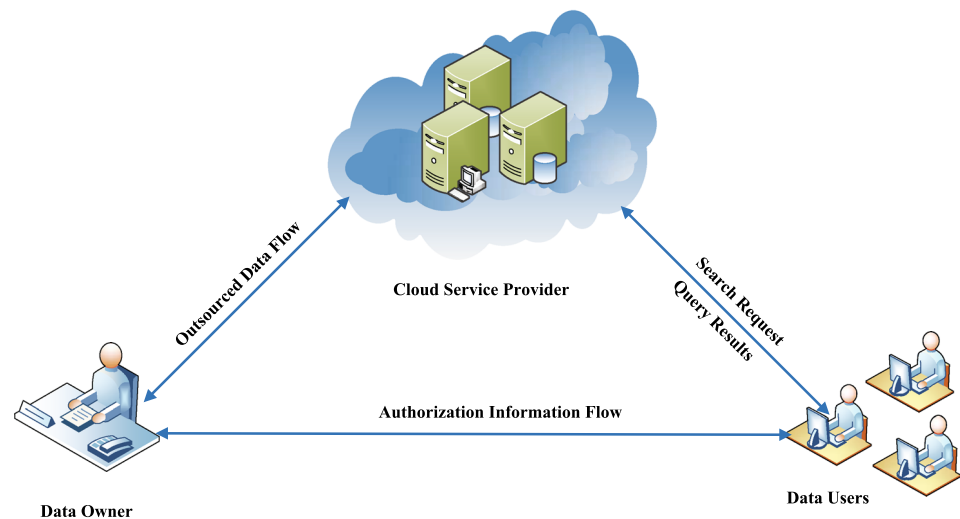 Cloud Service Provider
Outsourced Data Flow
Search Request
Query Results
Authorization Information Flow
Data Owner
Data Users